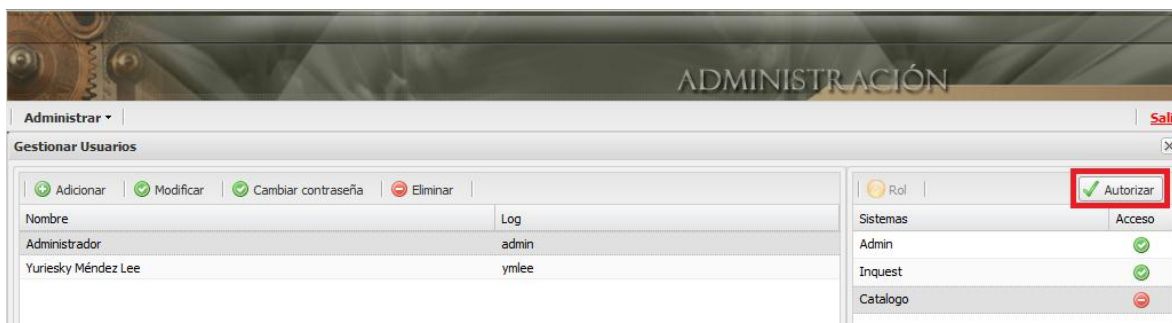 ADMINISTRACIÓN
Administrar
Sali
Gestionar Usuarios
Adicionar Modificar Cambiar contraseña Eliminar Rol Autorizar
Nombre Log Sistemas Acceso
Administrador admin Admin
Yuriesky Méndez Lee ymlee Inquest
Catalogo